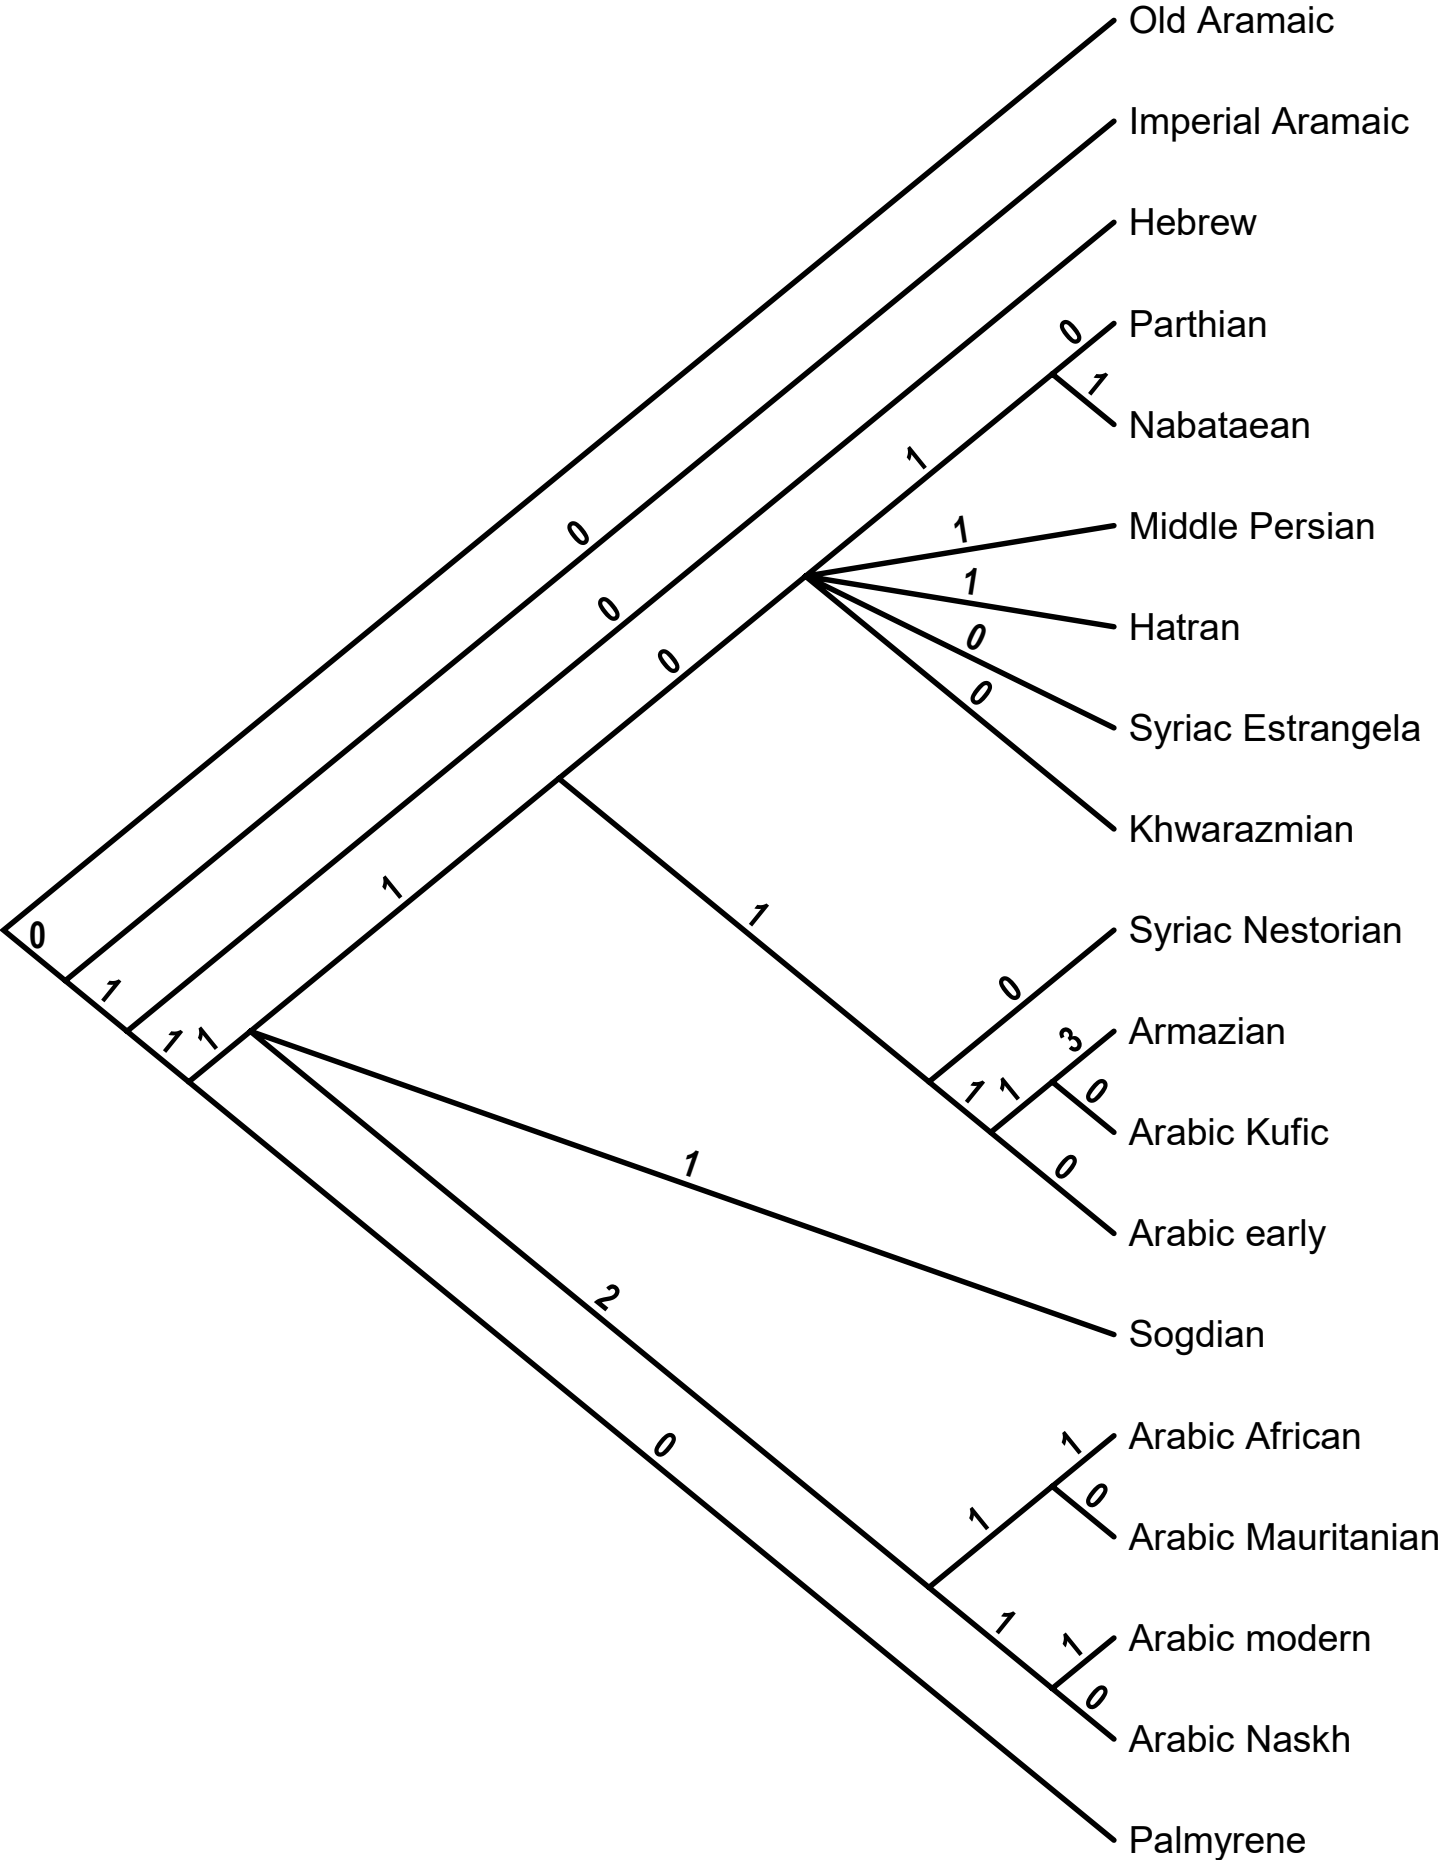 Old Aramaic
Imperial Aramaic
Hebrew
0
Parthian
1
Nabataean
1
1
Middle Persian
0
1
Hatran
0
0
0
Syriac Estrangela
0
Khwarazmian
1
1
0
Syriac Nestorian
0
1
3
Armazian
1
1
1
1
0
Arabic Kufic
1
0
Arabic early
2
Sogdian
0
1
Arabic African
1
0
Arabic Mauritanian
1
1
Arabic modern
0
Arabic Naskh
Palmyrene